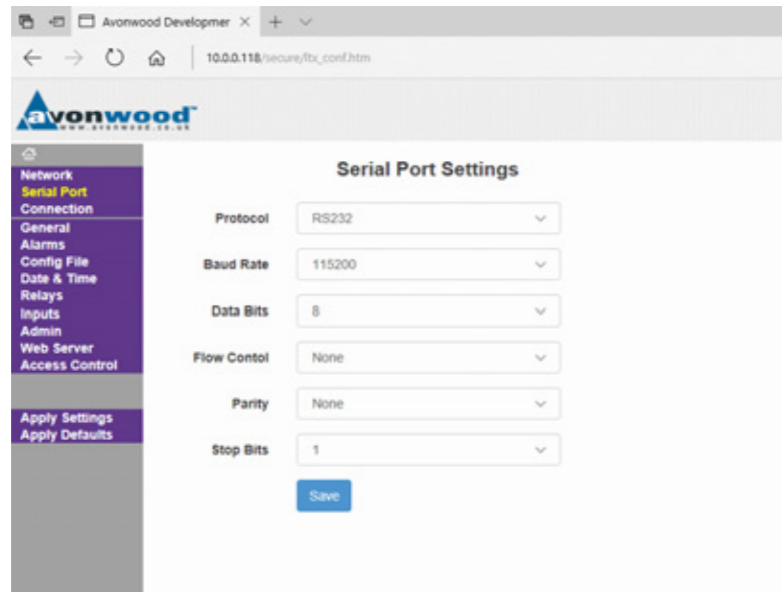 Avonwood Developmer
10.0.0.118/secure/ltx_conf.htm
avonwood
www.avonwood.co.uk
Network
Serial Port
Connection
General
Alarms
Config File
Date & Time
Relays
Inputs
Admin
Web Server
Access Control
Apply Settings
Apply Defaults
Serial Port Settings
Protocol RS232
Baud Rate 115200
Data Bits 8
Flow Contol None
Parity None
Stop Bits 1
Save